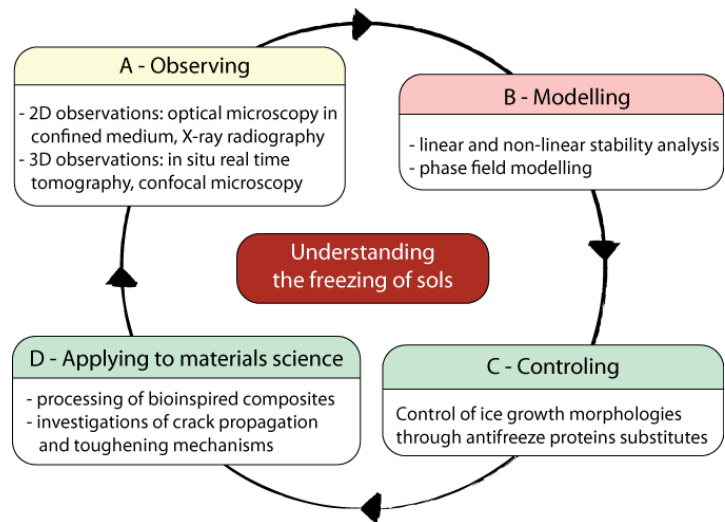 A - Observing
- 2D observations: optical microscopy in
confined medium, X-ray radiography
- 3D observations: in situ real time
tomography, confocal microscopy
B - Modelling
- linear and non-linear stability analysis
- phase field modelling
Understanding
the freezing of sols
D - Applying to materials science
- processing of bioinspired composites
- investigations of crack propagation
and toughening mechanisms
C - Controling
Control of ice growth morphologies
through antifreeze proteins substitutes